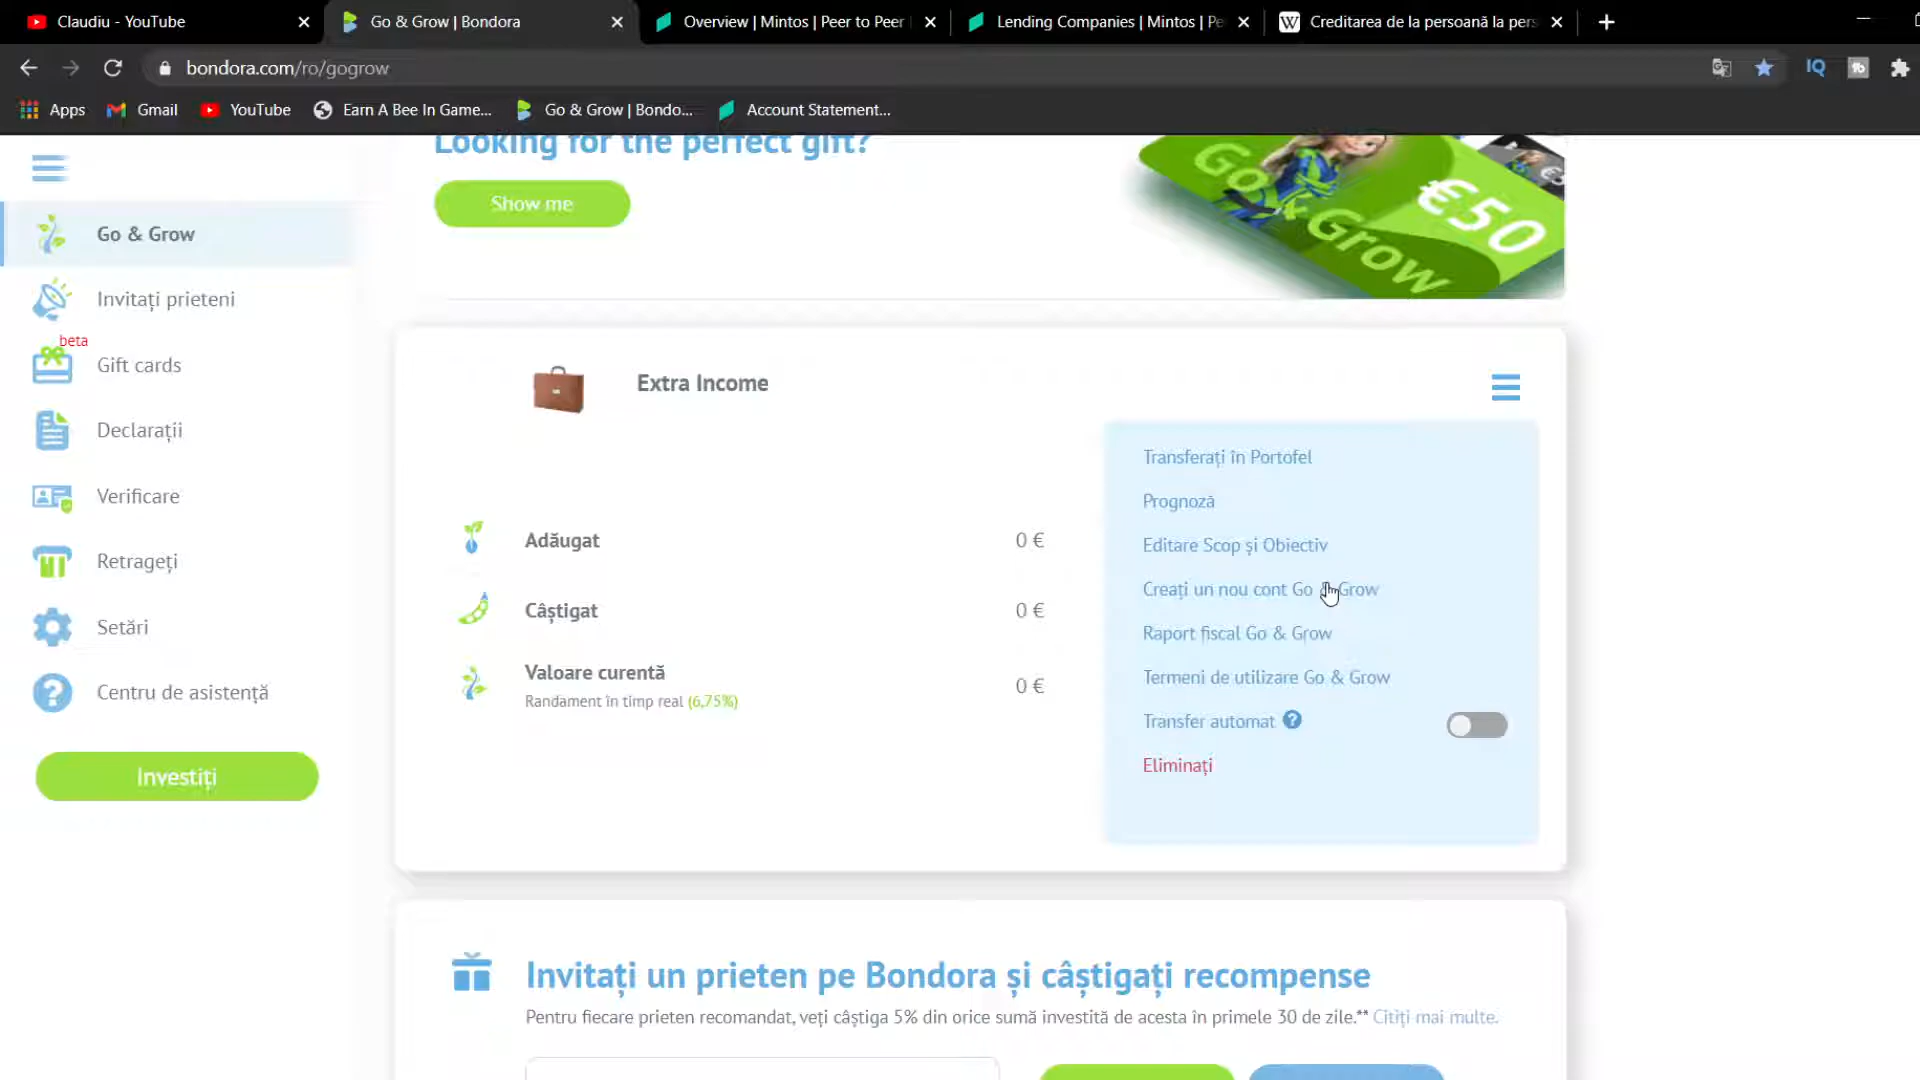 Claudiu - YouTube
Go & Grow | Bondora
Overview | Mintos | Peer to Peer
Lending Companies | Mintos | Pe
Creditarea de la persoană la pers
bondora.com/ro/gogrow
IQ
Apps
Gmail
YouTube
Earn A Bee In Game...
Go & Grow | Bondo...
Account Statement...
Looking for the perfect gift?
Show me
Go & Grow
€50
Go & Grow
Invitați prieteni
beta
Gift cards
Declarații
Verificare
Retrageți
Setări
Centru de asistență
Investiți
Extra Income
Adăugat
0 €
Câștigat
0 €
Valoare curentă
Randament în timp real (6,75%)
0 €
Transferați în Portofel
Prognoză
Editare Scop și Obiectiv
Creați un nou cont Go & Grow
Raport fiscal Go & Grow
Termeni de utilizare Go & Grow
Transfer automat
Eliminați
Invitați un prieten pe Bondora și câștigați recompense
Pentru fiecare prieten recomandat, veți câștiga 5% din orice sumă investită de acesta în primele 30 de zile.** Citiți mai multe.